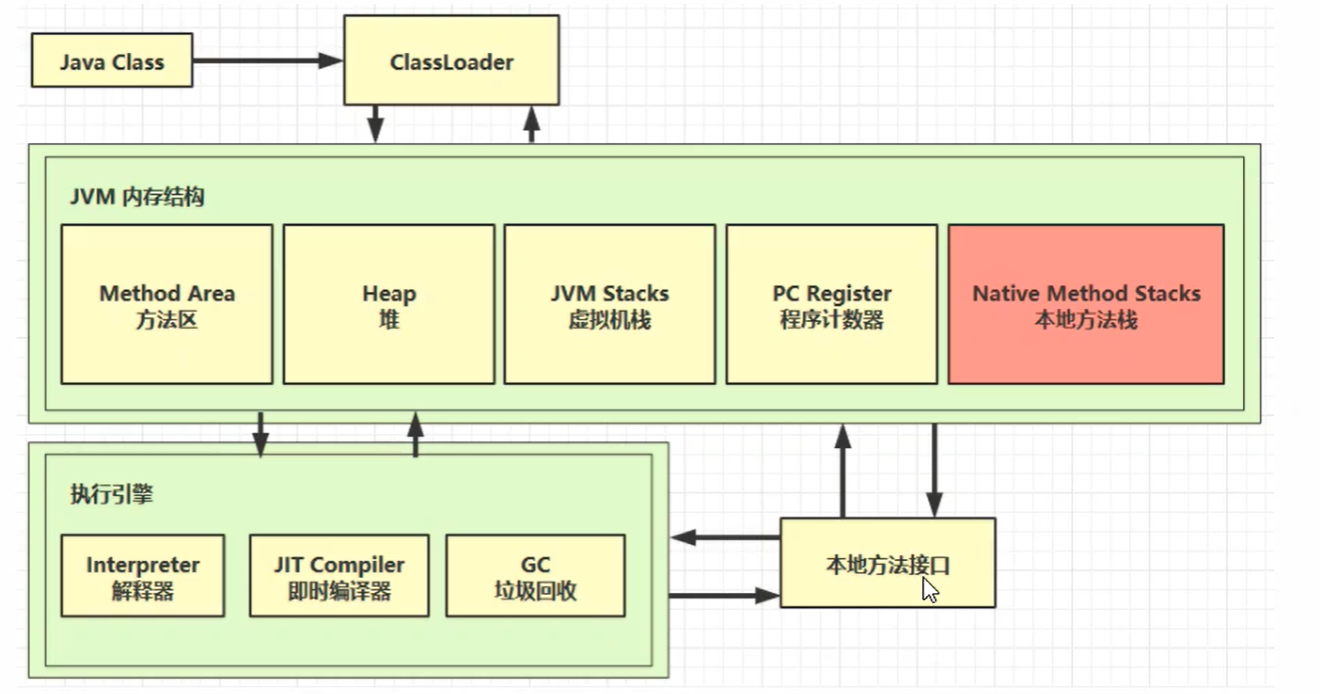 Java Class
ClassLoader
JVM 内存结构
Method Area
方法区
Heap
堆
JVM Stacks
虚拟机栈
PC Register
程序计数器
Native Method Stacks
本地方法栈
执行引擎
Interpreter
解释器
JIT Compiler
即时编译器
GC
垃圾回收
本地方法接口